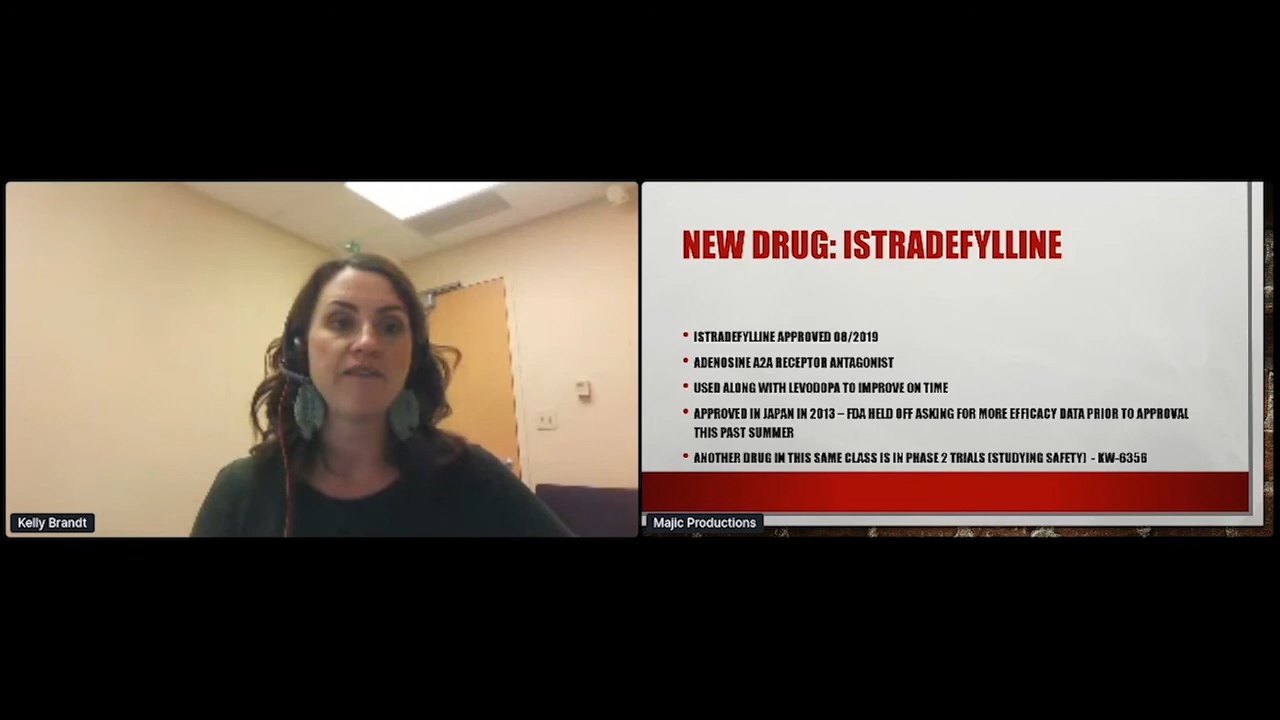 NEW DRUG: ISTRADEFYLLINE
• ISTRADEFYLLINE APPROVED 08/2019
• ADENOSINE A2A RECEPTOR ANTAGONIST
• USED ALONG WITH LEVODOPA TO IMPROVE ON TIME
• APPROVED IN JAPAN IN 2013 – FDA HELD OFF ASKING FOR MORE EFFICACY DATA PRIOR TO APPROVAL
THIS PAST SUMMER
• ANOTHER DRUG IN THIS SAME CLASS IS IN PHASE 2 TRIALS (STUDYING SAFETY) - KW-6356
Kelly Brandt
Majic Productions